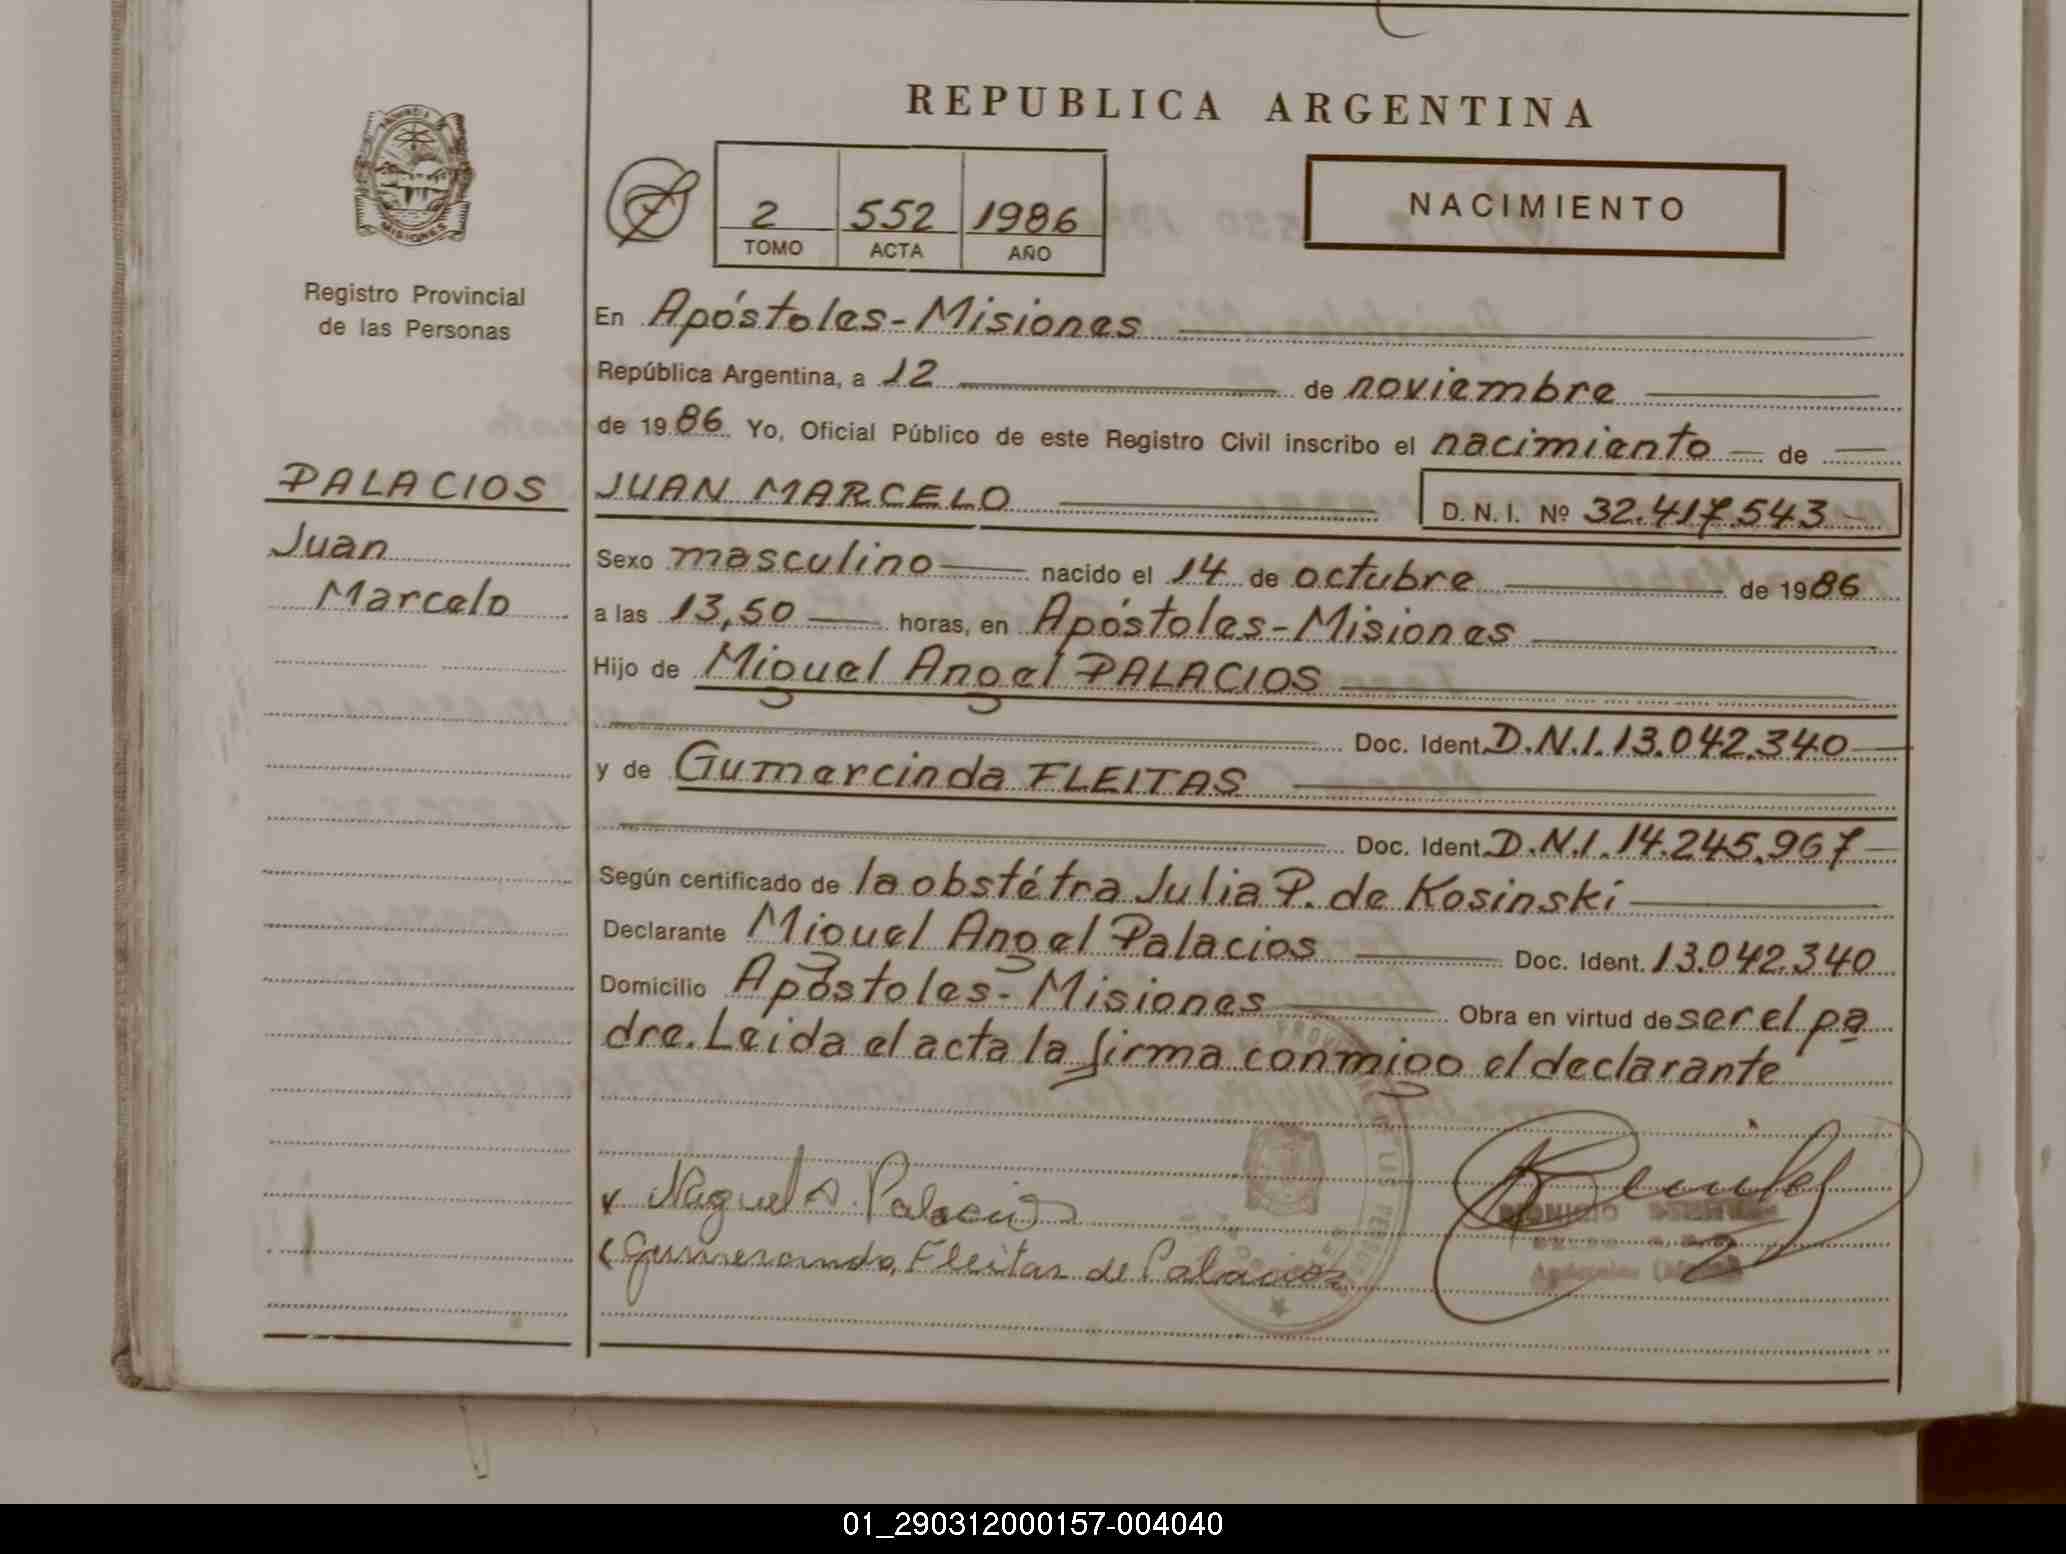 REPUBLICA ARGENTINA
PROVINCIA DE MISIONES
Registro Provincial
de las Personas
2 552 1986
TOMO ACTA AÑO
NACIMIENTO
En Apóstoles-Misiones
República Argentina, a 12 de noviembre
de 1986 Yo, Oficial Público de este Registro Civil inscribo el nacimiento de
PALACIOS
Juan
Marcelo
JUAN MARCELO D.N.I. Nº 32.417.543
Sexo masculino nacido el 14 de octubre de 1986
a las 13,50 horas, en Apóstoles-Misiones
Hijo de Miguel Angel PALACIOS
Doc. Ident. D.N.I. 13.042.340
y de Gumercinda FLEITAS
Doc. Ident. D.N.I. 14.245.967
Según certificado de la obstétra Julia P. de Kosinski
Declarante Miguel Angel Palacios Doc. Ident. 13.042.340
Domicilio Apóstoles-Misiones Obra en virtud de ser el pa
dre. Leida el acta la firma conmigo el declarante
Miguel A. Palacios
Fleitas de Palacios
01_290312000157-004040